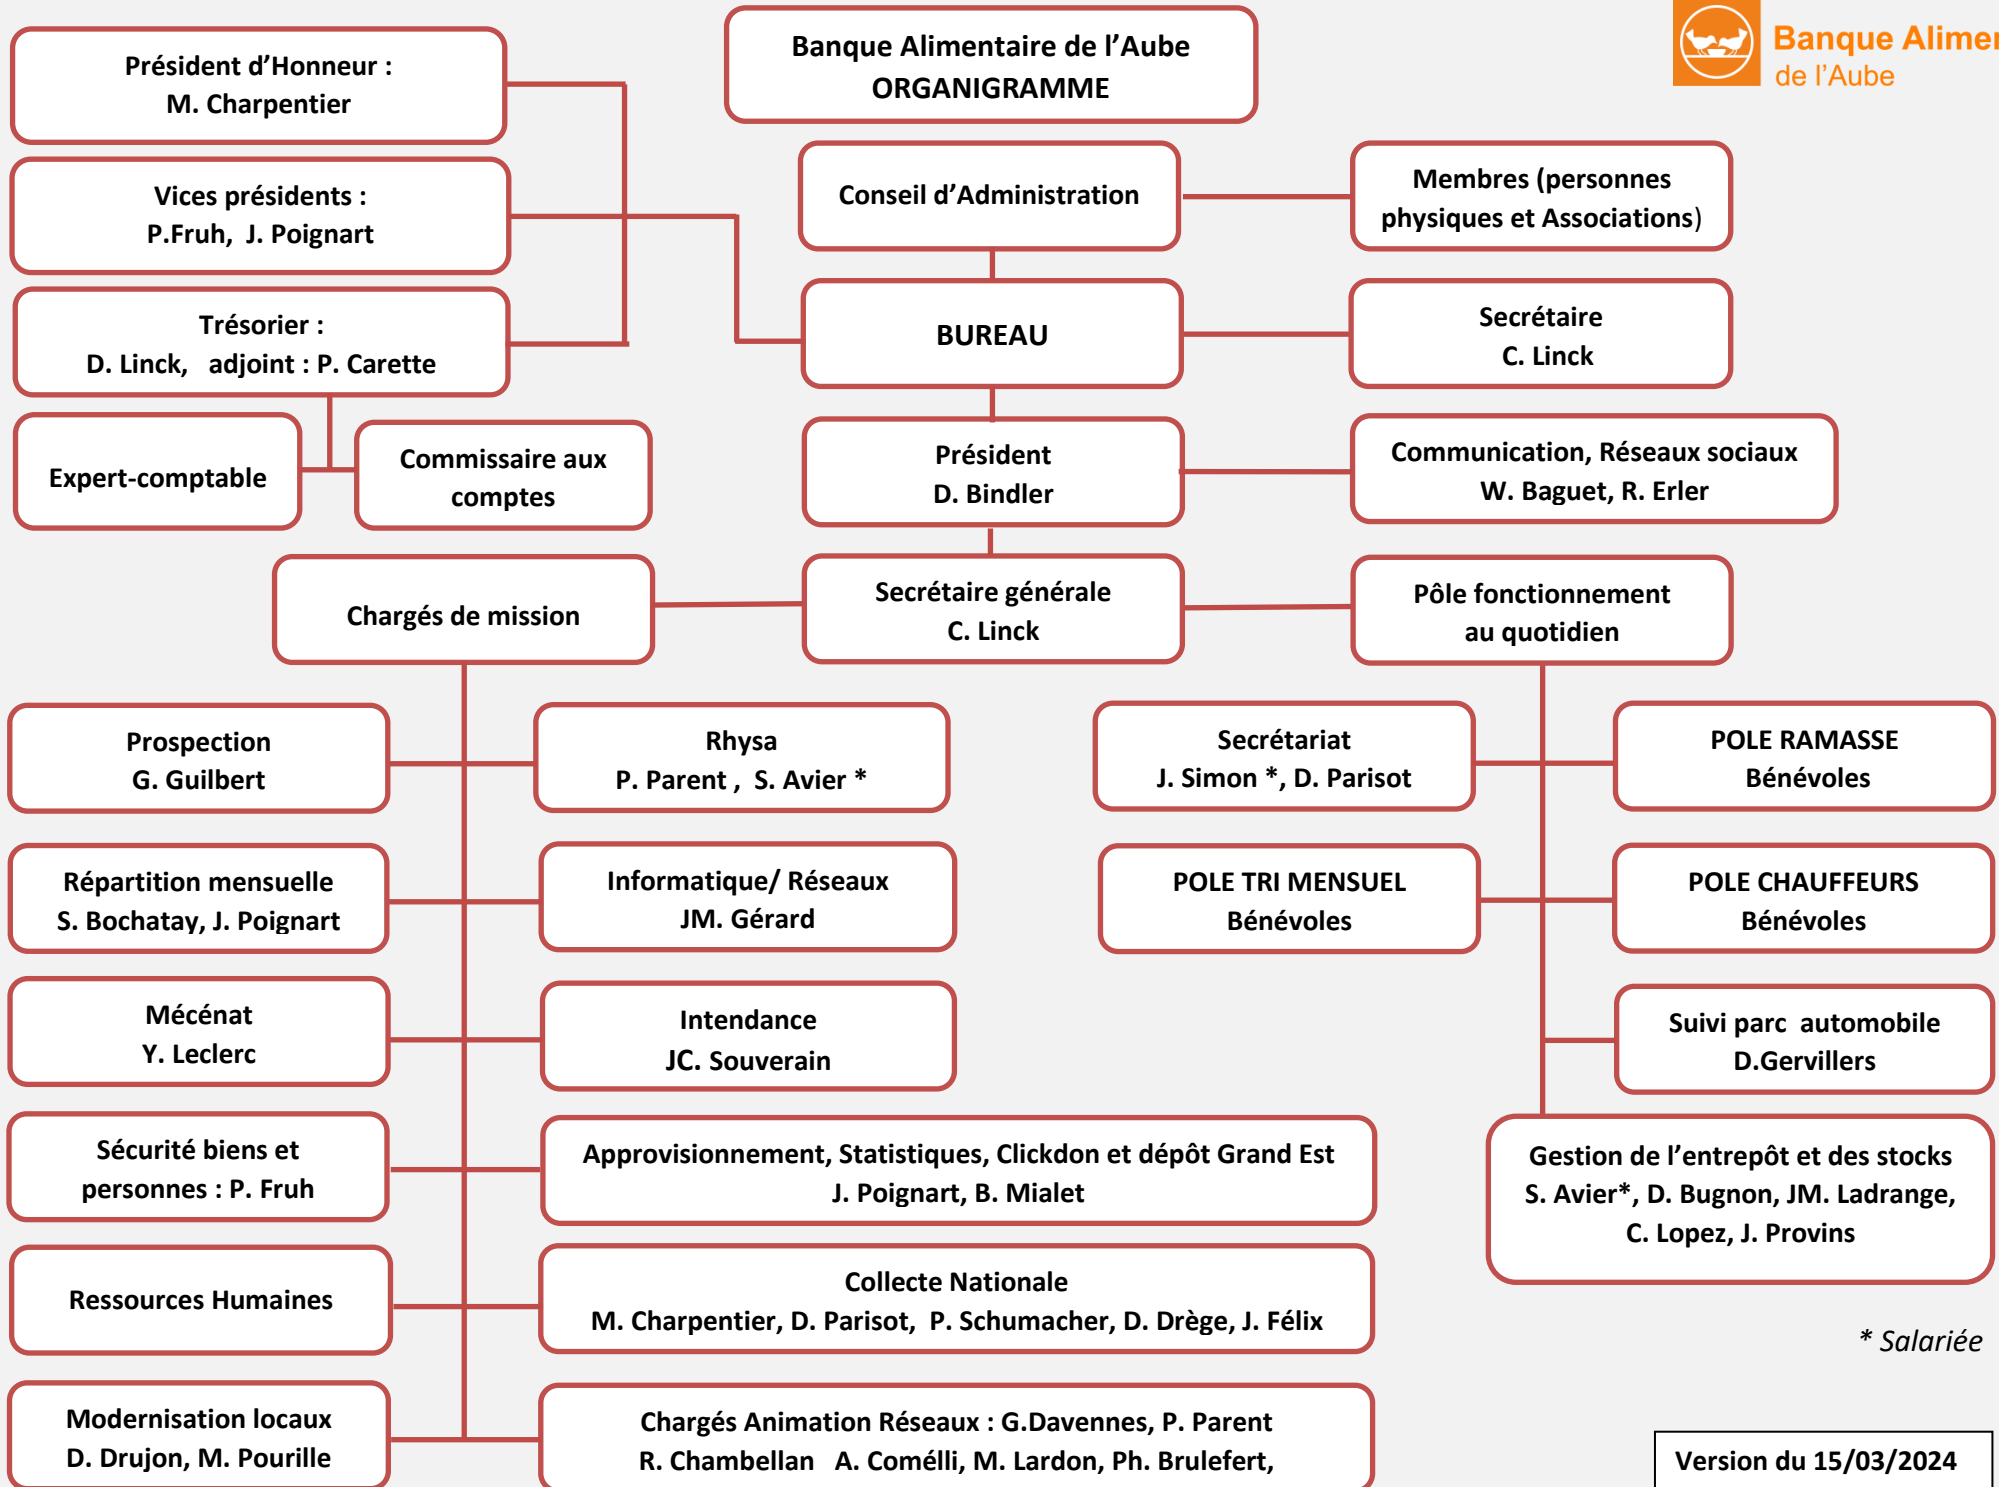 Banque Alimentaire de l’Aube
ORGANIGRAMME
Banque Alimen
de l’Aube
Président d’Honneur :
M. Charpentier
Vices présidents :
P.Fruh, J. Poignart
Trésorier :
D. Linck, adjoint : P. Carette
Expert-comptable
Commissaire aux
comptes
Conseil d’Administration
Membres (personnes
physiques et Associations)
BUREAU
Secrétaire
C. Linck
Président
D. Bindler
Communication, Réseaux sociaux
W. Baguet, R. Erler
Chargés de mission
Secrétaire générale
C. Linck
Pôle fonctionnement
au quotidien
Prospection
G. Guilbert
Rhysa
P. Parent , S. Avier *
Répartition mensuelle
S. Bochatay, J. Poignart
Informatique/ Réseaux
JM. Gérard
Mécénat
Y. Leclerc
Intendance
JC. Souverain
Sécurité biens et
personnes : P. Fruh
Approvisionnement, Statistiques, Clickdon et dépôt Grand Est
J. Poignart, B. Mialet
Ressources Humaines
Collecte Nationale
M. Charpentier, D. Parisot, P. Schumacher, D. Drège, J. Félix
Modernisation locaux
D. Drujon, M. Pourille
Chargés Animation Réseaux : G.Davennes, P. Parent
R. Chambellan A. Comélli, M. Lardon, Ph. Brulefert,
Secrétariat
J. Simon *, D. Parisot
POLE RAMASSE
Bénévoles
POLE TRI MENSUEL
Bénévoles
POLE CHAUFFEURS
Bénévoles
Suivi parc automobile
D.Gervillers
Gestion de l’entrepôt et des stocks
S. Avier*, D. Bugnon, JM. Ladrange,
C. Lopez, J. Provins
* Salariée
Version du 15/03/2024